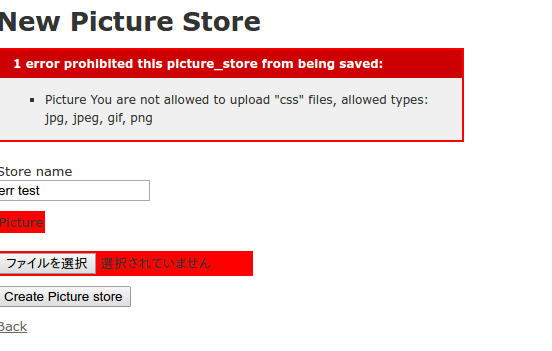 New Picture Store
1 error prohibited this picture_store from being saved:
Picture You are not allowed to upload "css" files, allowed types:
jpg, jpeg, gif, png
Store name
err test
Picture
ファイルを選択 選択されていません
Create Picture store
Back